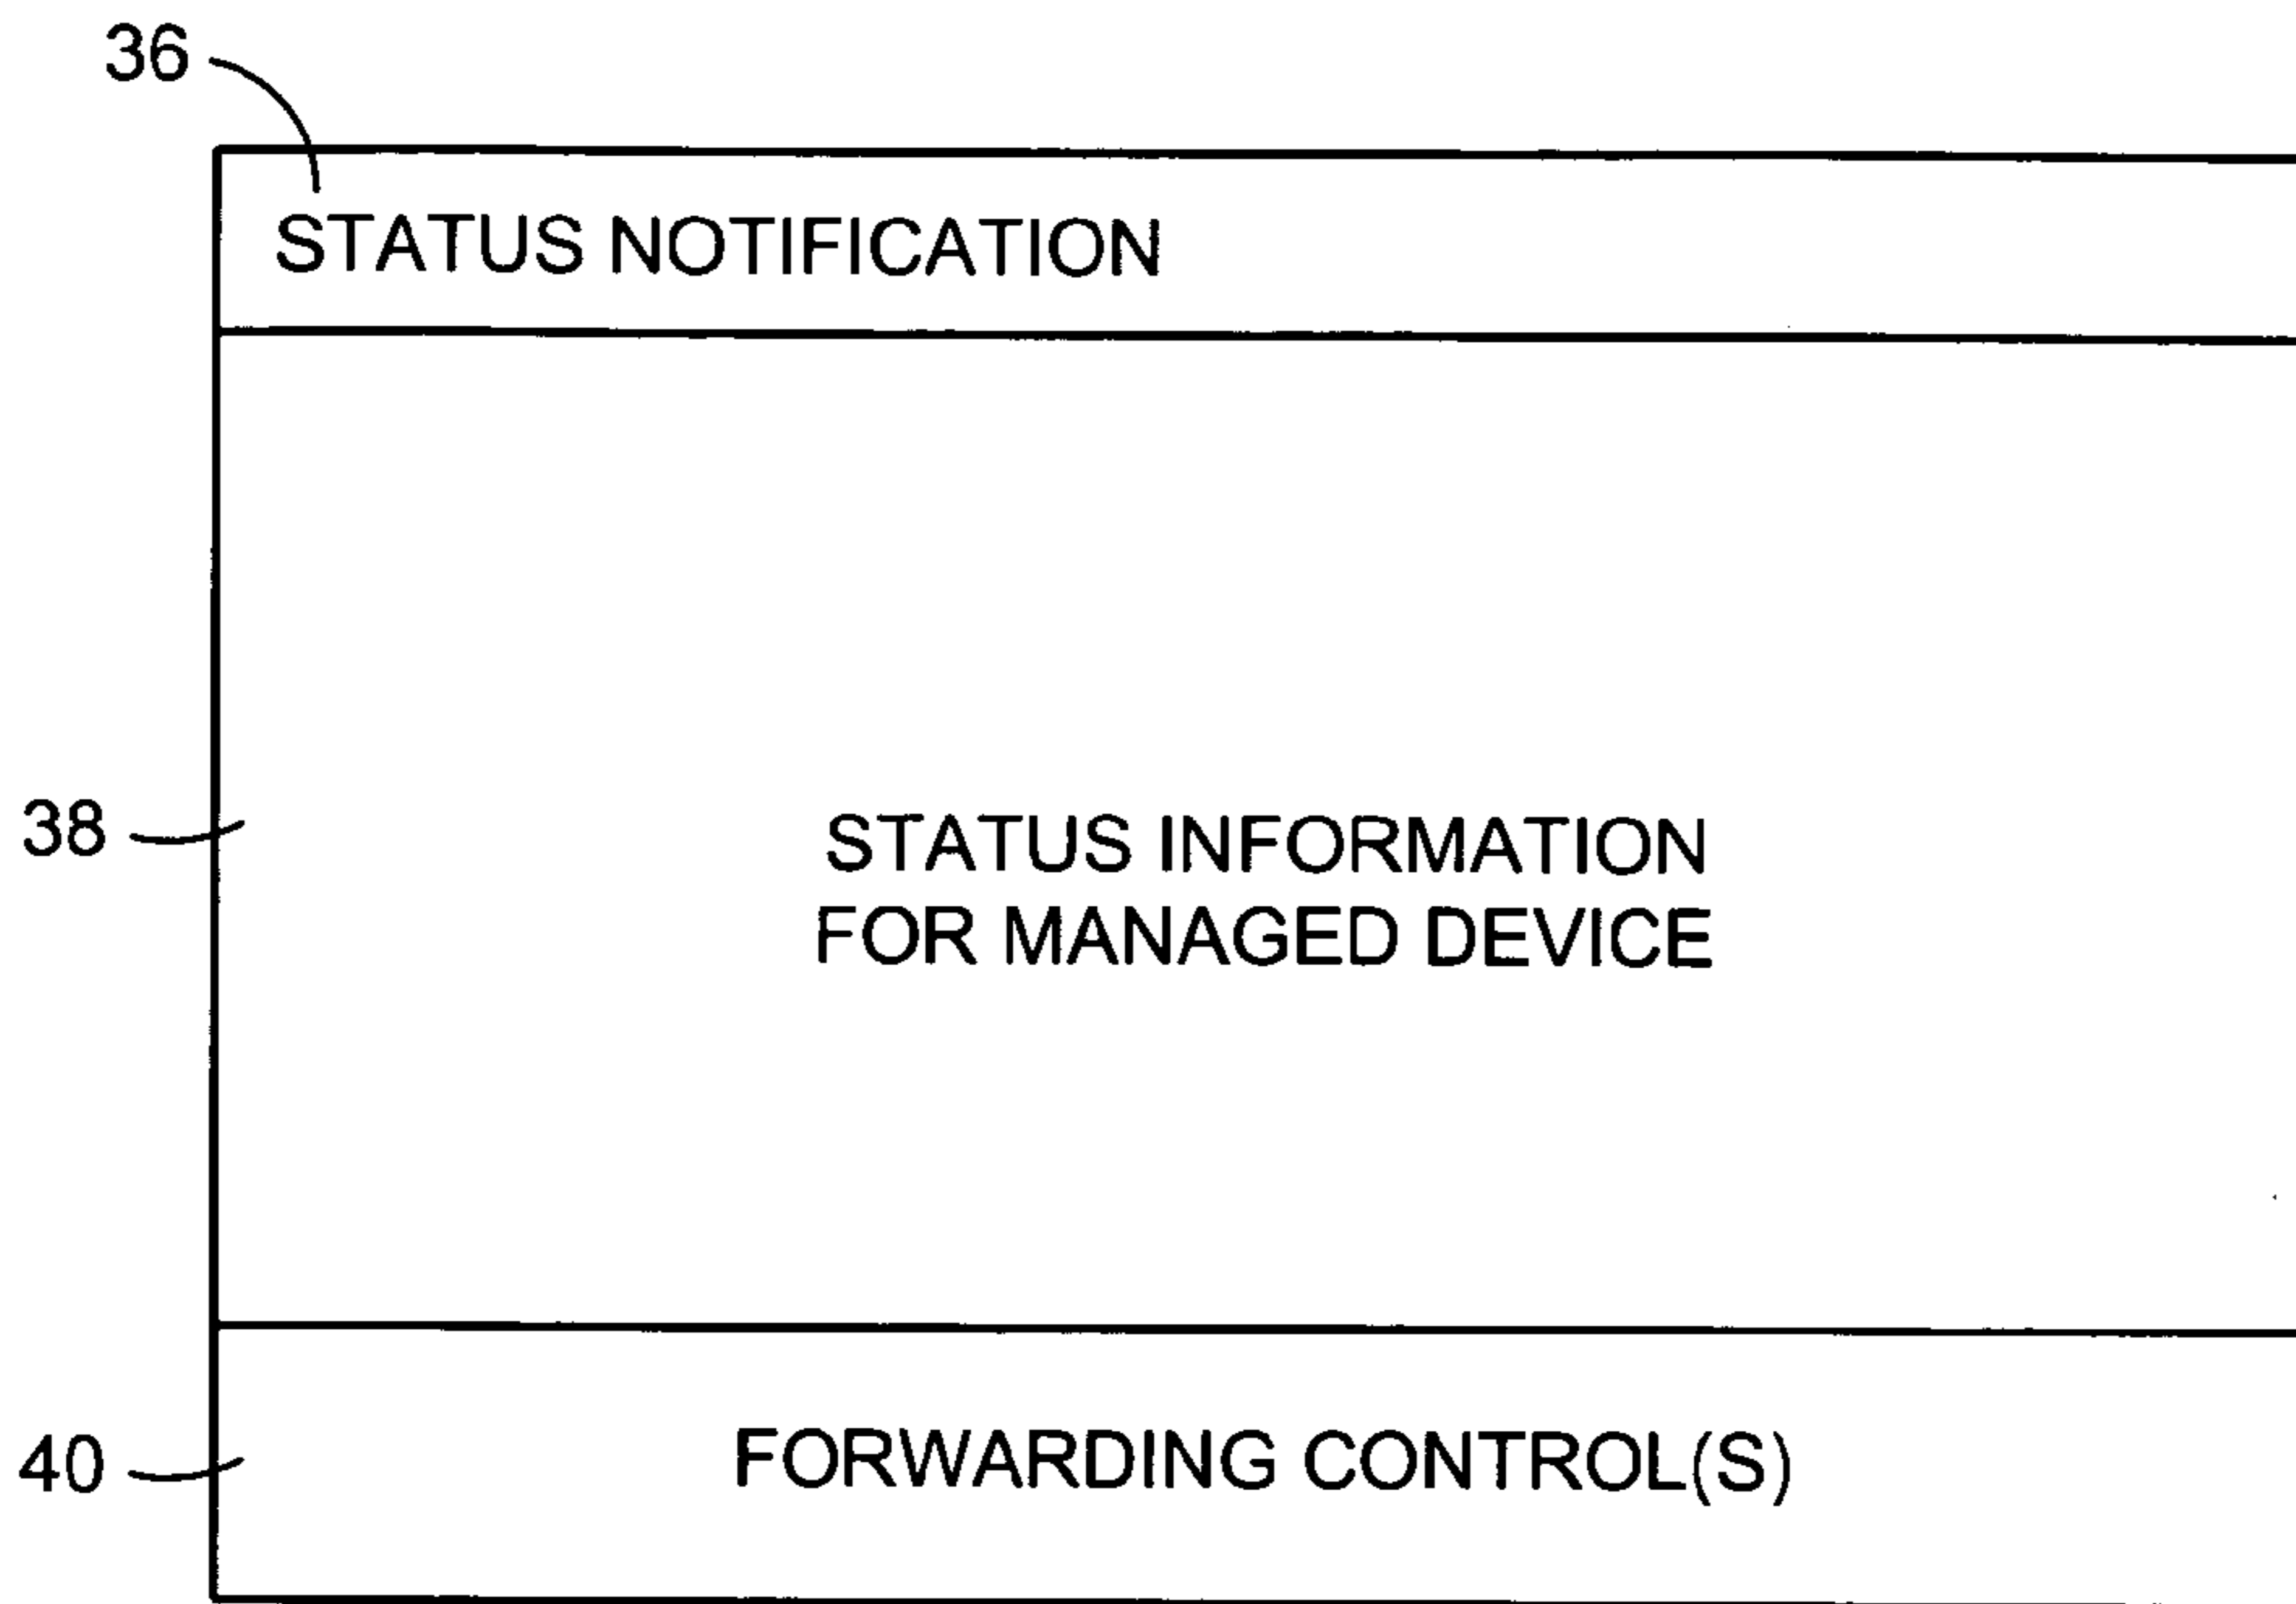 36
STATUS NOTIFICATION
38
STATUS INFORMATION
FOR MANAGED DEVICE
40
FORWARDING CONTROL(S)